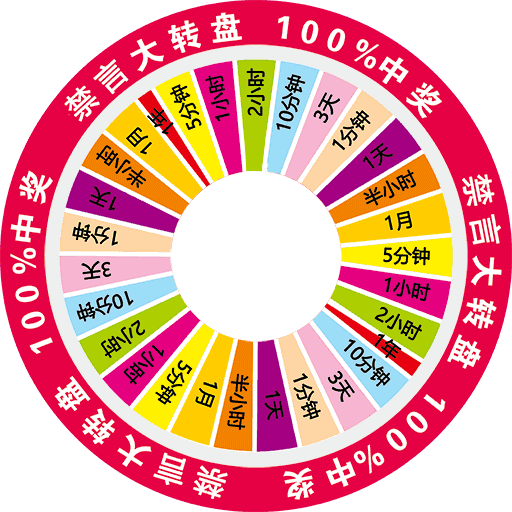 禁言大转盘
100%中奖
禁言大转盘
100%中奖
禁言大转盘
100%中奖
2小时
10分钟
3天
1分钟
1天
半小时
1月
5分钟
1小时
2小时
1年
10分钟
3天
1分钟
1天
半小时
1月
5分钟
1小时
2小时
10分钟
3天
1分钟
1天
半小时
1月
1年
5分钟
1小时